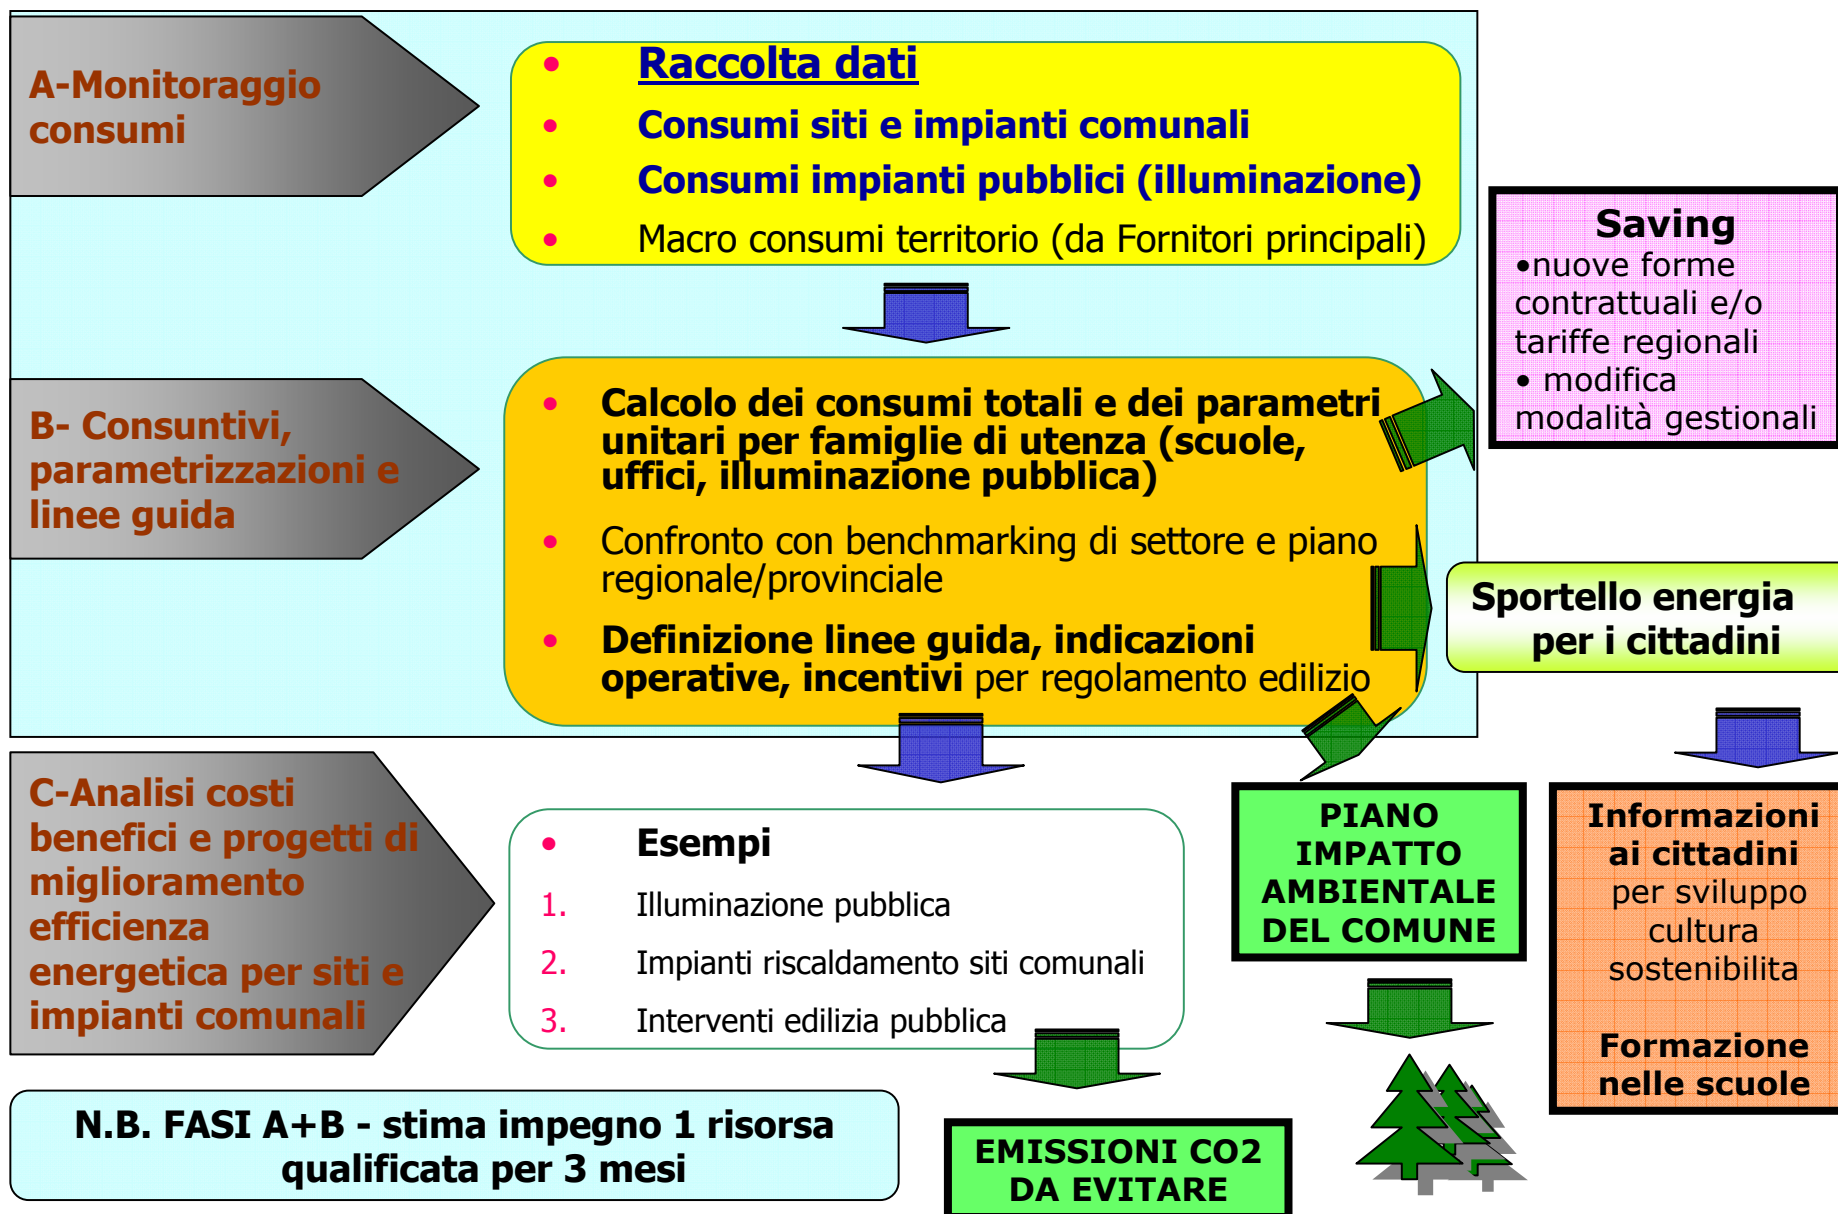 A-Monitoraggio
consumi
• Raccolta dati
• Consumi siti e impianti comunali
• Consumi impianti pubblici (illuminazione)
• Macro consumi territorio (da Fornitori principali)
Saving
•nuove forme
contrattuali e/o
tariffe regionali
• modifica
modalità gestionali
B- Consuntivi,
parametrizzazioni e
linee guida
• Calcolo dei consumi totali e dei parametri
unitari per famiglie di utenza (scuole,
uffici, illuminazione pubblica)
• Confronto con benchmarking di settore e piano
regionale/provinciale
• Definizione linee guida, indicazioni
operative, incentivi per regolamento edilizio
Sportello energia
per i cittadini
C-Analisi costi
benefici e progetti di
miglioramento
efficienza
energetica per siti e
impianti comunali
• Esempi
1. Illuminazione pubblica
2. Impianti riscaldamento siti comunali
3. Interventi edilizia pubblica
PIANO
IMPATTO
AMBIENTALE
DEL COMUNE
Informazioni
ai cittadini
per sviluppo
cultura
sostenibilita
Formazione
nelle scuole
N.B. FASI A+B - stima impegno 1 risorsa
qualificata per 3 mesi
EMISSIONI CO2
DA EVITARE